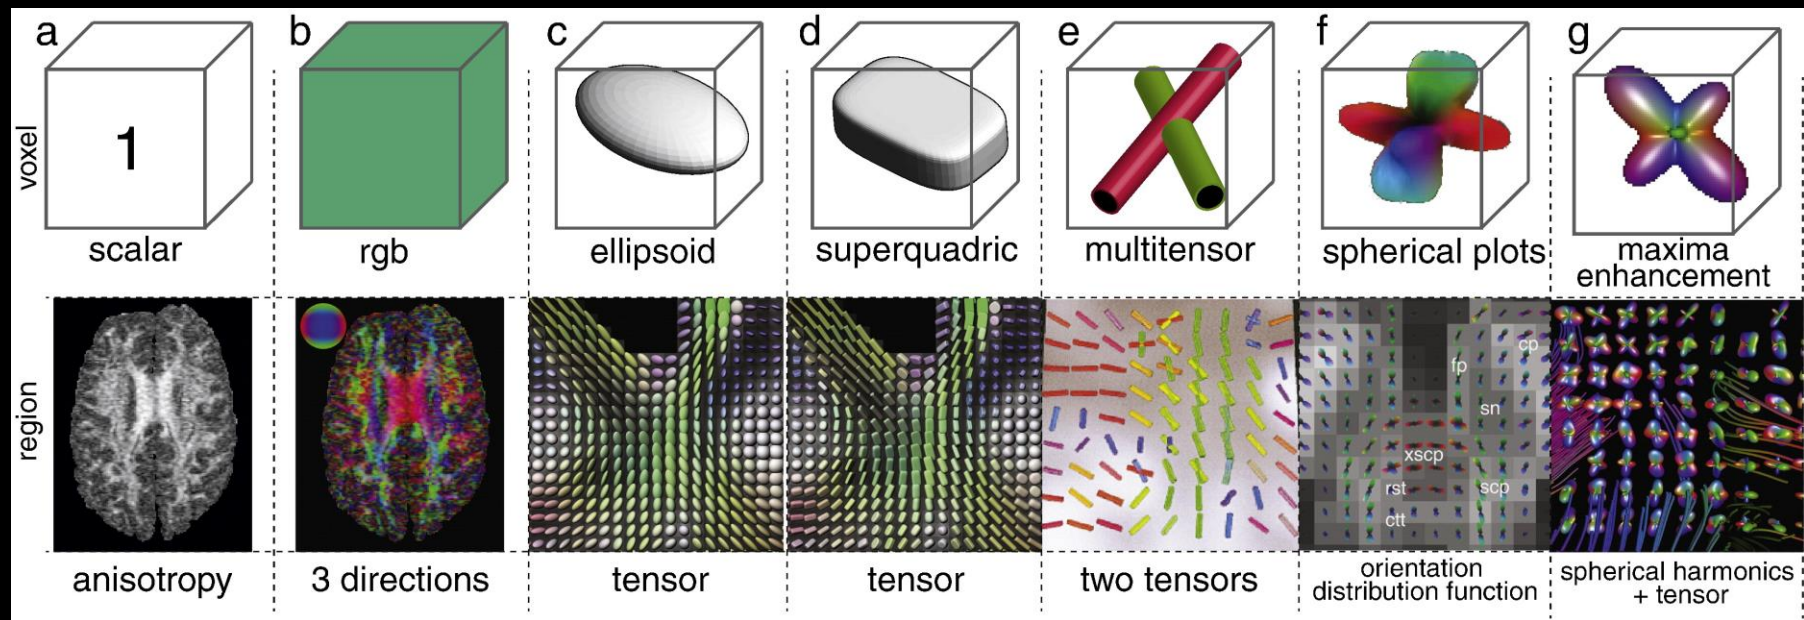 a b c d e f g
voxel
1
scalar rgb ellipsoid superquadric multitensor spherical plots maxima
enhancement
region
cp
fp
sn
xscp
rst scp
ctt
anisotropy 3 directions tensor tensor two tensors orientation
distribution function spherical harmonics
+ tensor